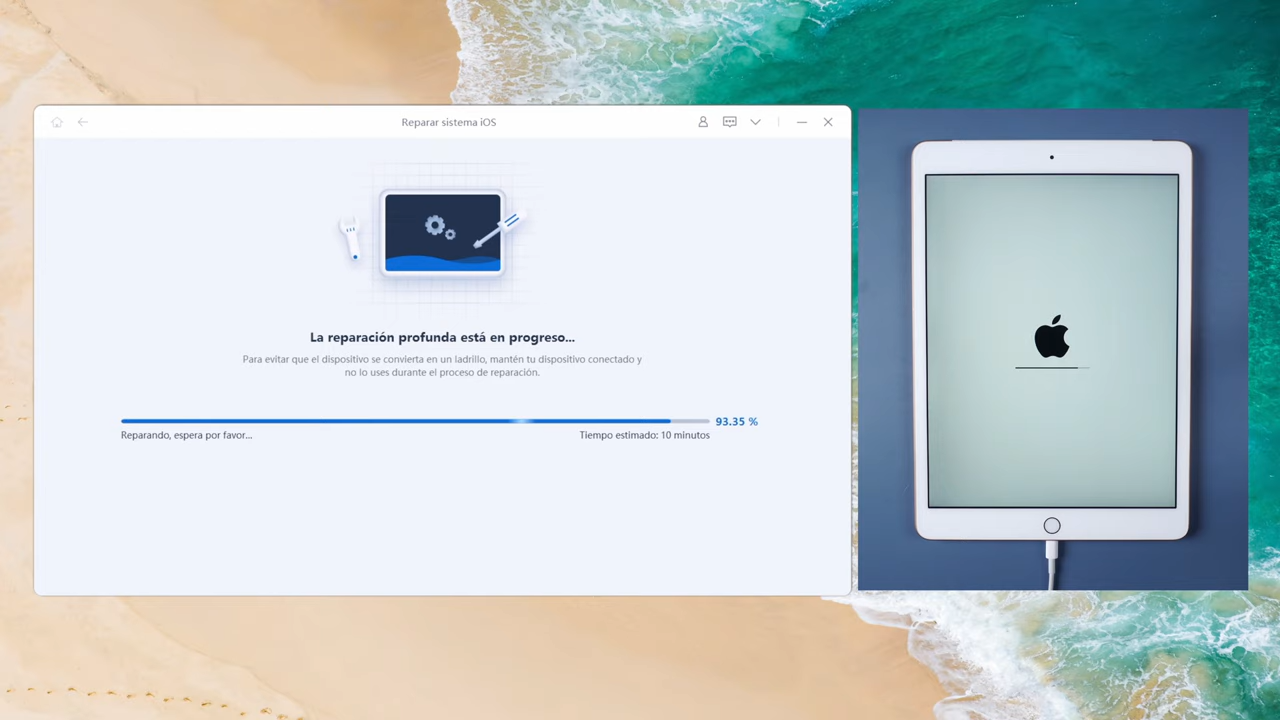 Reparar sistema iOS
La reparación profunda está en progreso...
Para evitar que el dispositivo se convierta en un ladrillo, mantén tu dispositivo conectado y
no lo uses durante el proceso de reparación.
93.35 %
Reparando, espera por favor...
Tiempo estimado: 10 minutos